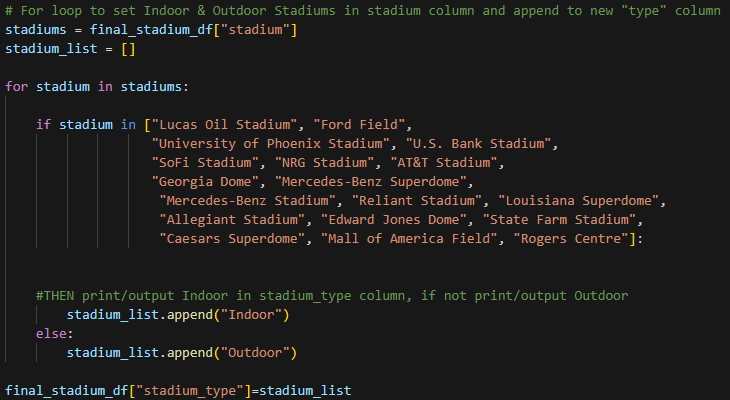 # For loop to set Indoor & Outdoor Stadiums in stadium column and append to new "type" column
stadiums = final_stadium_df["stadium"]
stadium_list = []
for stadium in stadiums:
if stadium in ["Lucas Oil Stadium", "Ford Field",
"University of Phoenix Stadium", "U.S. Bank Stadium",
"SoFi Stadium", "NRG Stadium", "AT&T Stadium",
"Georgia Dome", "Mercedes-Benz Superdome",
"Mercedes-Benz Stadium", "Reliant Stadium", "Louisiana Superdome",
"Allegiant Stadium", "Edward Jones Dome", "State Farm Stadium",
"Caesars Superdome", "Mall of America Field", "Rogers Centre"]:
#THEN print/output Indoor in stadium_type column, if not print/output Outdoor
stadium_list.append("Indoor")
else:
stadium_list.append("Outdoor")
final_stadium_df["stadium_type"]=stadium_list